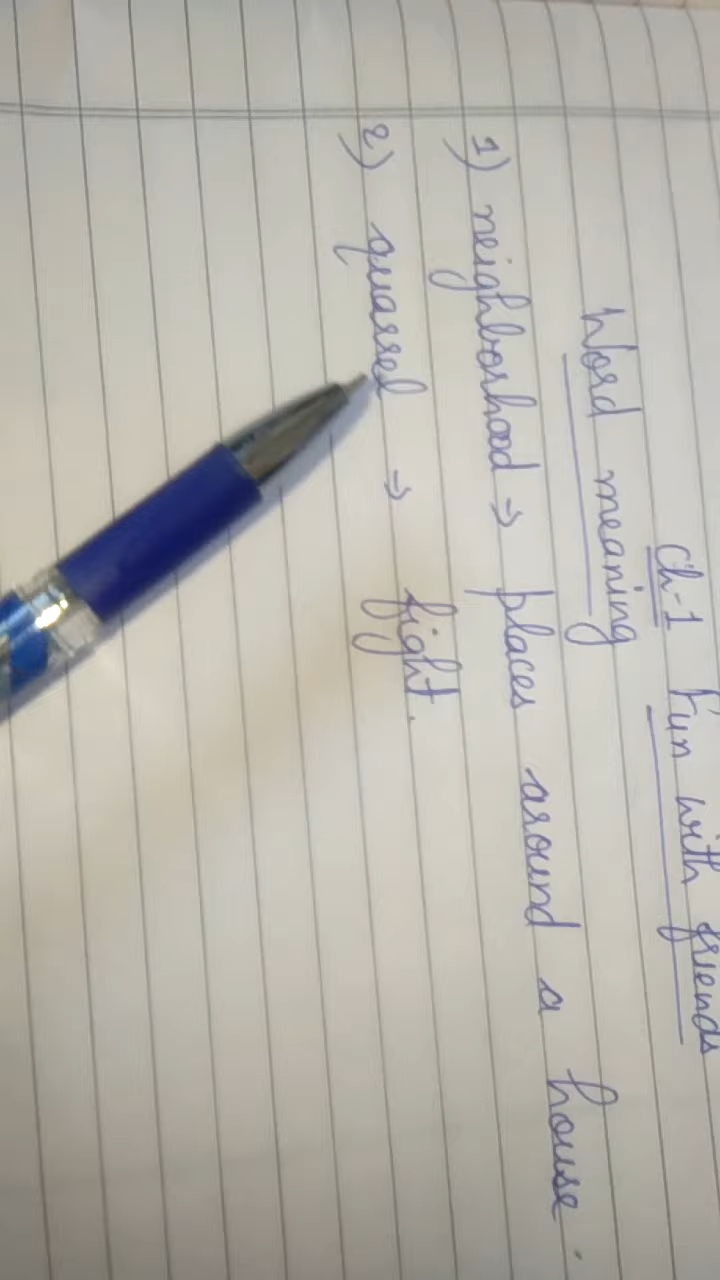 Ch-1 Fun with friends
Word meaning
1) neighborhood → places around a house.
2) quarrel → fight.